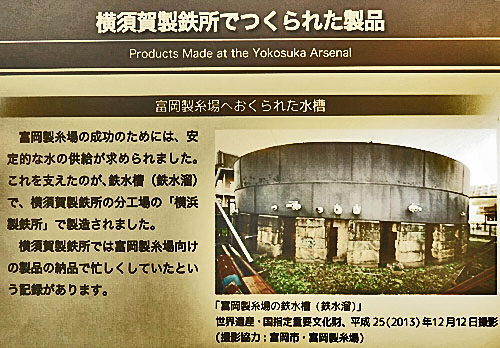 横須賀製鉄所でつくられた製品
Products Made at the Yokosuka Arsenal
富岡製糸場へおくられた水槽
富岡製糸場の成功のためには、安
定的な水の供給が求められました。
これを支えたのが、鉄水槽（鉄水溜）
で、横須賀製鉄所の分工場の「横浜
製鉄所」で製造されました。
横須賀製鉄所では富岡製糸場向け
の製品の納品で忙しくしていたとい
う記録があります。
「富岡製糸場の鉄水槽（鉄水溜）」
世界遺産・国指定重要文化財、平成25(2013)年12月12日撮影
（撮影協力：富岡市・富岡製糸場）